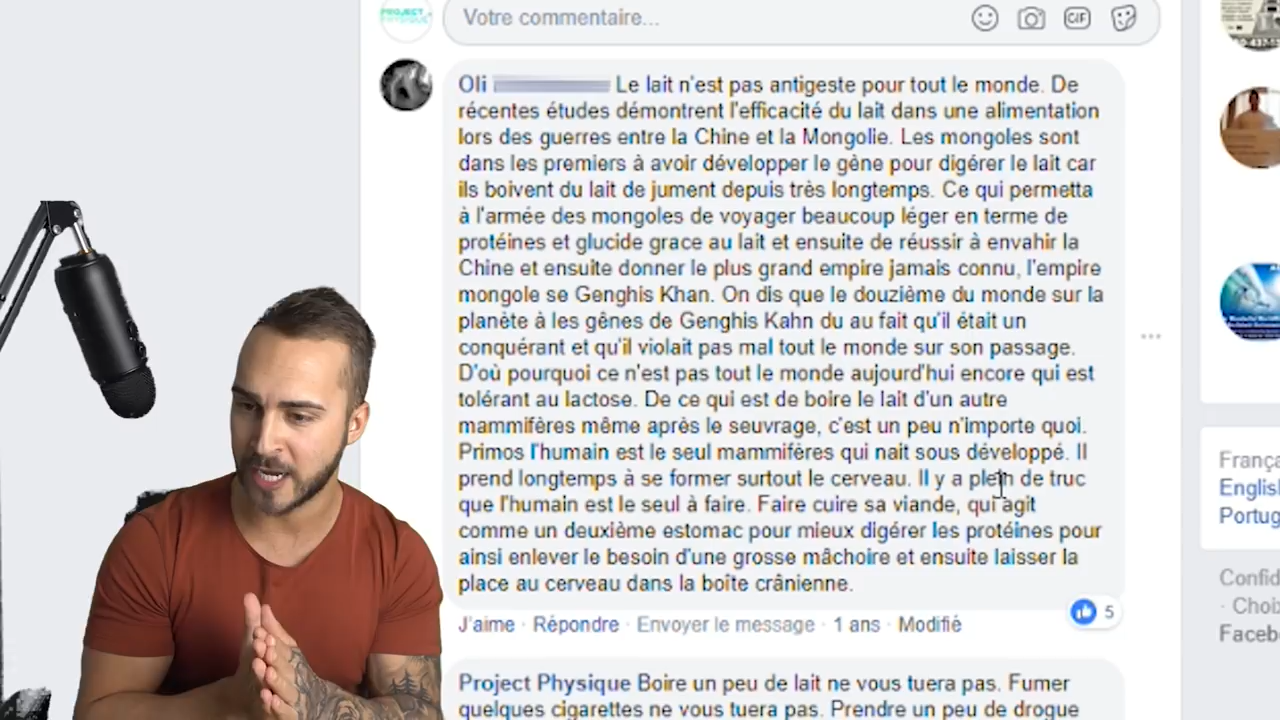 PROJECT
PHYSIQUE
Votre commentaire...
GIF
Oli Le lait n'est pas antigeste pour tout le monde. De
récentes études démontrent l'efficacité du lait dans une alimentation
lors des guerres entre la Chine et la Mongolie. Les mongoles sont
dans les premiers à avoir développer le gène pour digérer le lait car
ils boivent du lait de jument depuis très longtemps. Ce qui permetta
à l'armée des mongoles de voyager beaucoup léger en terme de
protéines et glucide grace au lait et ensuite de réussir à envahir la
Chine et ensuite donner le plus grand empire jamais connu, l'empire
mongole se Genghis Khan. On dis que le douzième du monde sur la
planète à les gênes de Genghis Kahn du au fait qu'il était un
conquérant et qu'il violait pas mal tout le monde sur son passage.
D'où pourquoi ce n'est pas tout le monde aujourd'hui encore qui est
tolérant au lactose. De ce qui est de boire le lait d'un autre
mammifères même après le seuvrage, c'est un peu n'importe quoi.
Primos l'humain est le seul mammifères qui nait sous développé. Il
prend longtemps à se former surtout le cerveau. Il y a plein de truc
que l'humain est le seul à faire. Faire cuire sa viande, qui agit
comme un deuxième estomac pour mieux digérer les protéines pour
ainsi enlever le besoin d'une grosse mâchoire et ensuite laisser la
place au cerveau dans la boîte crânienne.
5
J'aime · Répondre · Envoyer le message · 1 ans · Modifié
Project Physique Boire un peu de lait ne vous tuera pas. Fumer
quelques cigarettes ne vous tuera pas. Prendre un peu de drogue
França
English
Portug
Confid
· Choix
Faceb